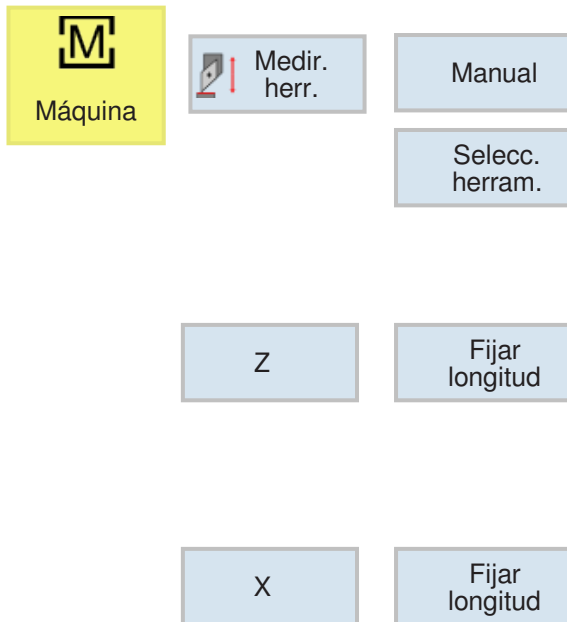 M
Máquina
Medir.
herr.
Manual
Selecc.
herram.
Z
Fijar
longitud
X
Fijar
longitud